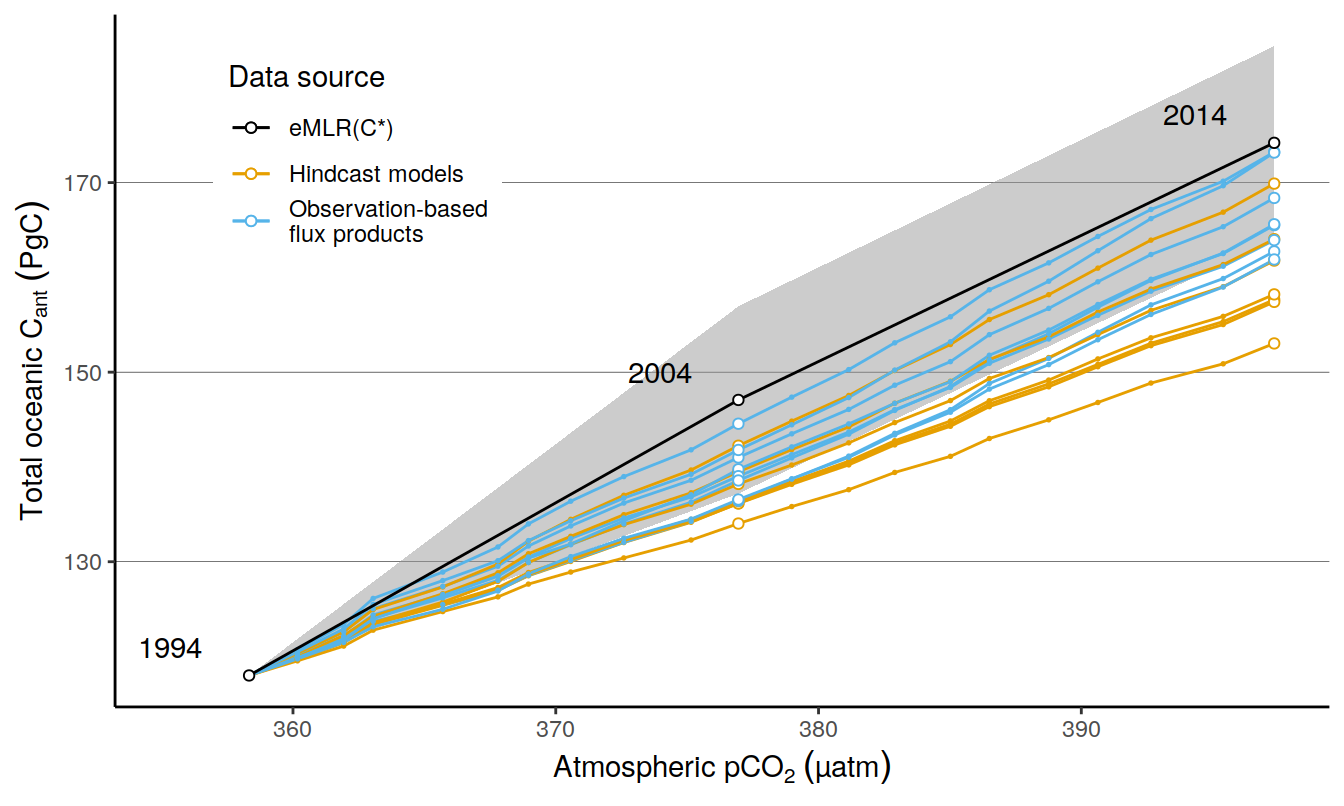 Data source
eMLR(C*)
Hindcast models
Observation-based
flux products
2014
2004
1994
170
150
130
Total oceanic Cant (PgC)
360
370
380
390
Atmospheric pCO2 (µatm)